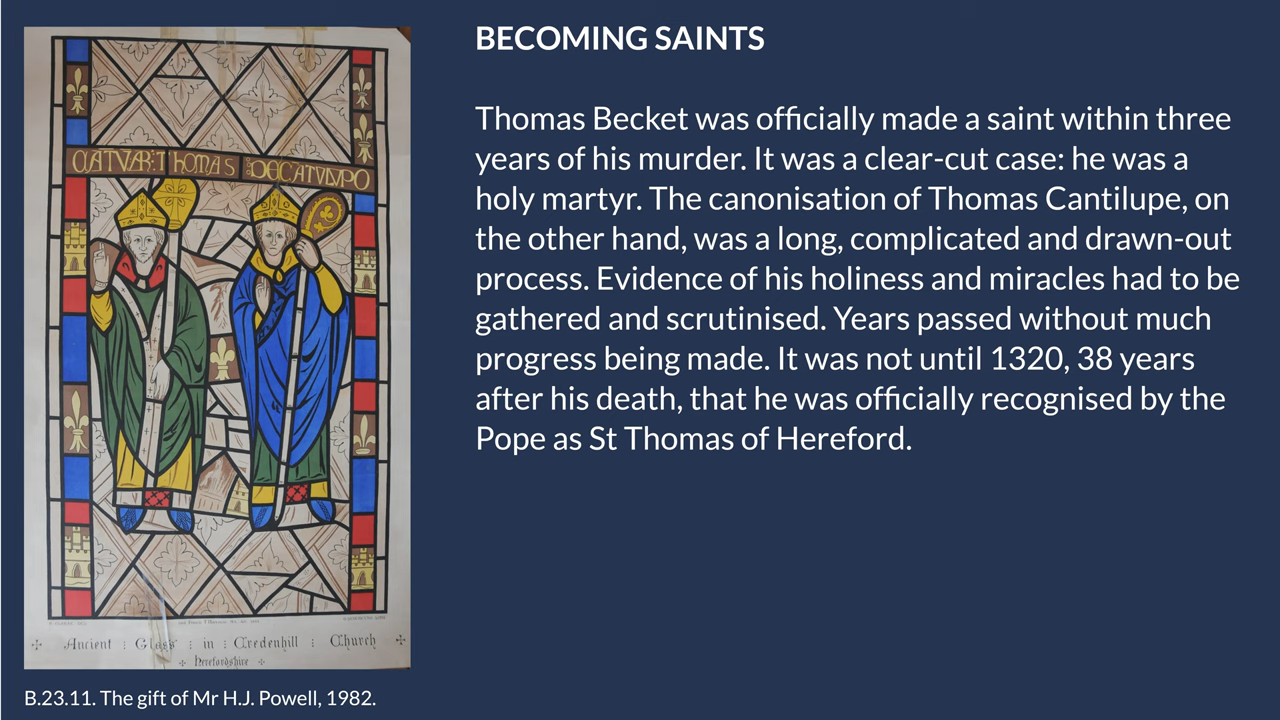 BECOMING SAINTS
Thomas Becket was officially made a saint within three
years of his murder. It was a clear-cut case: he was a
holy martyr. The canonisation of Thomas Cantilupe, on
the other hand, was a long, complicated and drawn-out
process. Evidence of his holiness and miracles had to be
gathered and scrutinised. Years passed without much
progress being made. It was not until 1320, 38 years
after his death, that he was officially recognised by the
Pope as St Thomas of Hereford.
Ancient : Glass : in : Credenhill : Church
Herefordshire
B.23.11. The gift of Mr H.J. Powell, 1982.